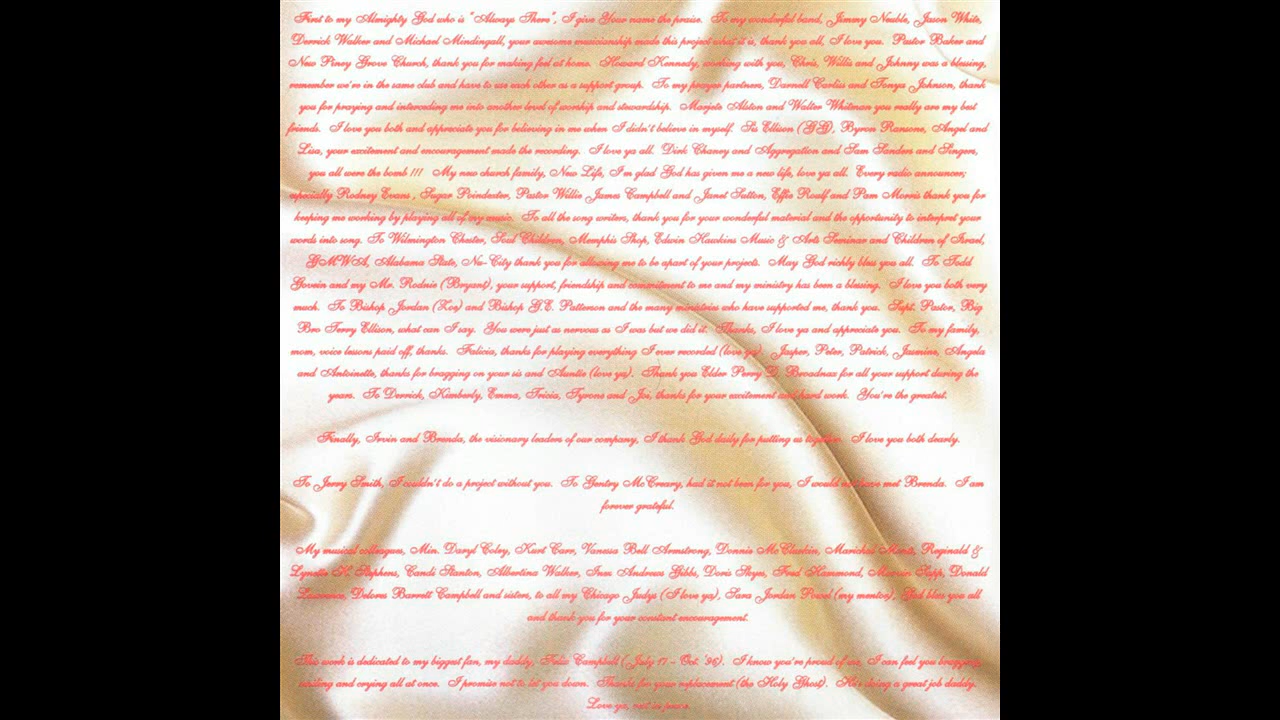 First to my Almighty God who is "Always There", I give Your name the praise. To my wonderful band, Jimmy Neuble, Jason White,
Derrick Walker and Michael Mindingall, your awesome musicianship made this project what it is, thank you all, I love you. Pastor Baker and
New Piney Grove Church, thank you for making feel at home. Howard Kennedy, working with you, Chris, Willis and Johnny was a blessing,
remember we're in the same club and have to use each other as a support group. To my prayer partners, Darnell Carliss and Tonya Johnson, thank
you for praying and interceding me into another level of worship and stewardship. Marjete Alston and Walter Whitman you really are my best
friends. I love you both and appreciate you for believing in me when I didn't believe in myself. Sis Ellison (GG), Byron Ransome, Angel and
Lisa, your excitement and encouragement made the recording. I love ya all. Dirk Chaney and Aggregation and Sam Sanders and Singers,
you all were the bomb !!! My new church family, New Life, I'm glad God has given me a new life, love ya all. Every radio announcer;
especially Rodney Evans , Sugar Poindexter, Pastor Willie James Campbell and , Janet Sutton, Effie Rolff and Pam Morris thank you for
keeping me working by playing all of my music. To all the song writers, thank you for your wonderful material and the opportunity to interpret your
words into song. To Wilmington Chester, Soul Children, Memphis Shop, Edwin Hawkins Music & Arts Seminar and Children of Israel,
GMWA, Alabama State, Nu-City thank you for allowing me to be apart of your projects. May God richly bless you all. To Todd
and my Mr. Rodnie (Bryant), your support, friendship and commitment to me and my ministry has been a blessing. I love you both very
much. To Bishop Jordan (Zoe) and Bishop G.E. Patterson and the many ministries who have supported me, thank you. Supt. Pastor, Big
Bro Terry Ellison, what can I say. You were just as nervous as I was but we did it. Thanks, I love ya and appreciate you. To my family,
mom, voice lessons paid off, thanks. Falicia, thanks for playing everything I ever recorded (love ya). Jasper, Peter, Patrick, Jasmine, Angela
and Antoinette, thanks for bragging on your sis and Auntie (love ya). Thank you Elder Perry D. Broadnax for all your support during the
years. To Derrick, Kimberly, Emma, Tricia, Tyrone and Joi, thanks for your excitement and hard work. You're the greatest.
Finally, Irvin and Brenda, the visionary leaders of our company, I thank God daily for putting us together. I love you both dearly.
To Jerry Smith, I couldn't do a project without you. To Gentry McCreary, had it not been for you, I would not have met Brenda. I am
forever grateful.
My musical colleagues, Min. Daryl Coley, Kurt Carr, Vanessa Bell Armstrong, Donnie McClurkin, Reginald &
Lynette Stephens, Candi Stanton, Albertina Walker, Inez Andrews Gibbs, Doris Fred Hammond, Marvin Sapp, Donald
Lawrence, Delores Barrett Campbell and sisters, to all my Chicago Judys (I love ya), Sara Jordan Powel (my mentor), God bless you all
and thank you for your constant encouragement.
This work is dedicated to my biggest fan, my daddy, Felix Campbell (July 17 - Oct. '96). I know you're proud of me, I can feel you bragging,
smiling and crying all at once. I promise not to let you down. Thanks for your replacement (the Holy Ghost). He's doing a great job daddy.
Love ya, rest in peace.